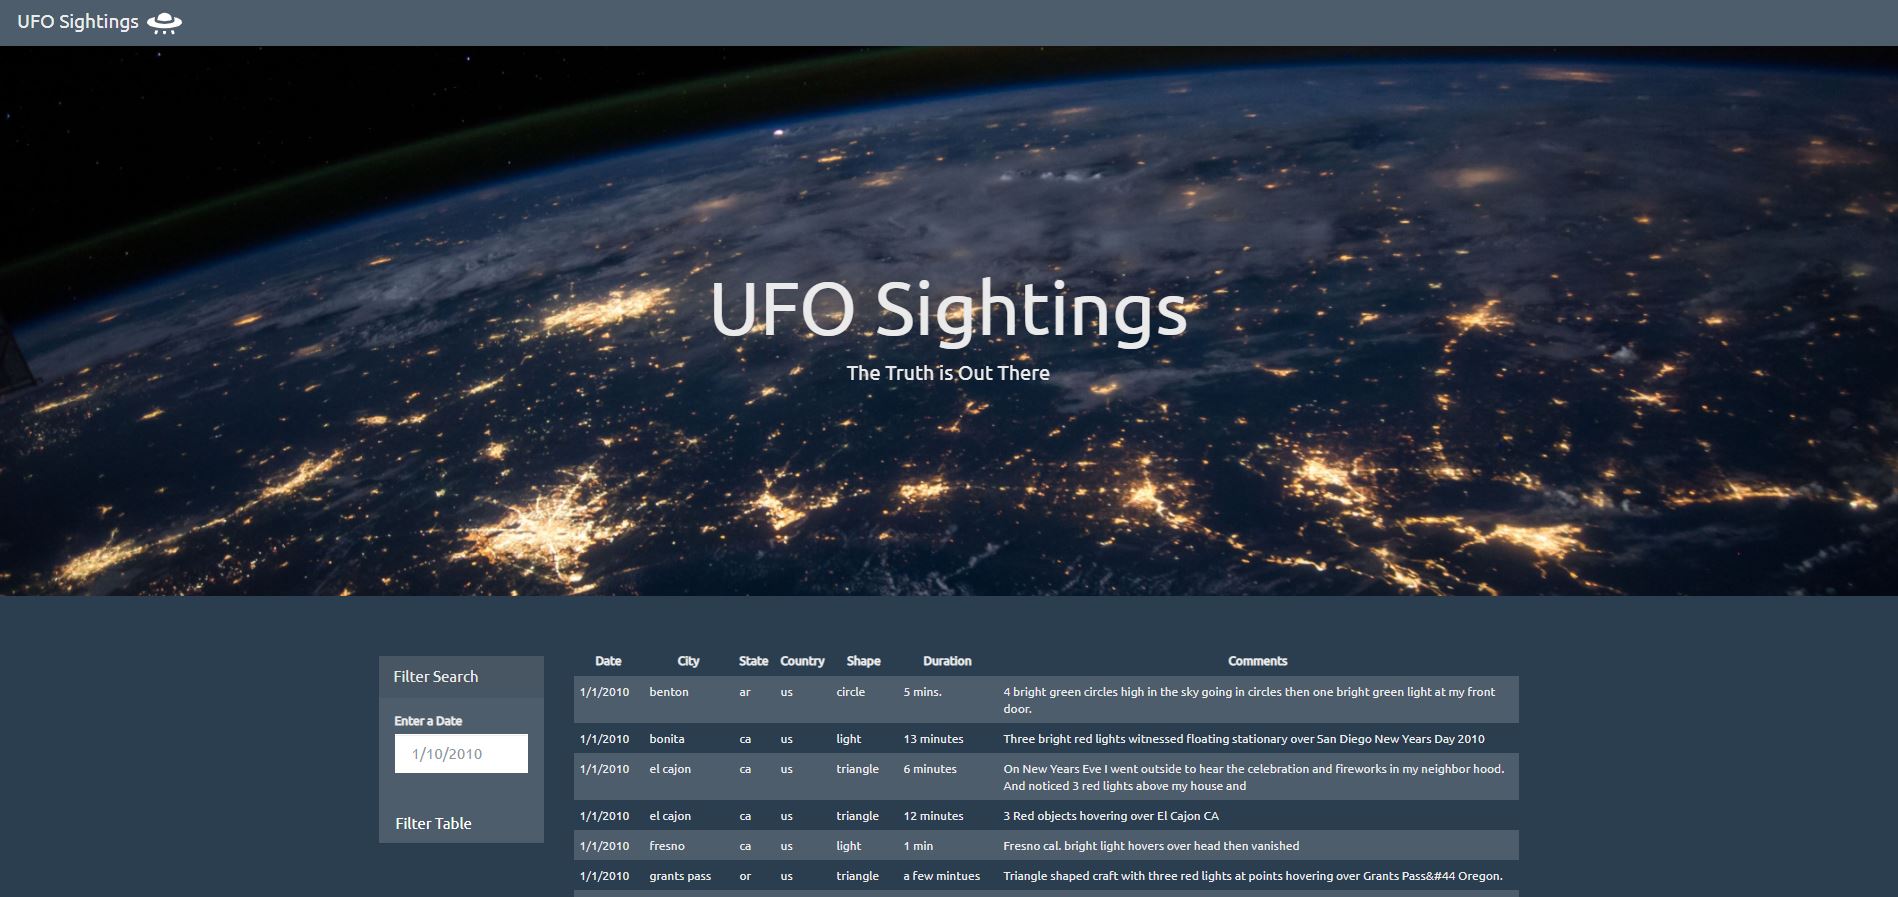 UFO Sightings
UFO Sightings
The Truth is Out There
Filter Search
Enter a Date
1/10/2010
Filter Table
Date City State Country Shape Duration Comments
1/1/2010 benton ar us circle 5 mins. 4 bright green circles high in the sky going in circles then one bright green light at my front
door.
1/1/2010 bonita ca us light 13 minutes Three bright red lights witnessed floating stationary over San Diego New Years Day 2010
1/1/2010 el cajon ca us triangle 6 minutes On New Years Eve I went outside to hear the celebration and fireworks in my neighbor hood.
And noticed 3 red lights above my house and
1/1/2010 el cajon ca us triangle 12 minutes 3 Red objects hovering over El Cajon CA
1/1/2010 fresno ca us light 1 min Fresno cal. bright light hovers over head then vanished
1/1/2010 grants pass or us triangle a few mintues Triangle shaped craft with three red lights at points hovering over Grants Pass&#44 Oregon.